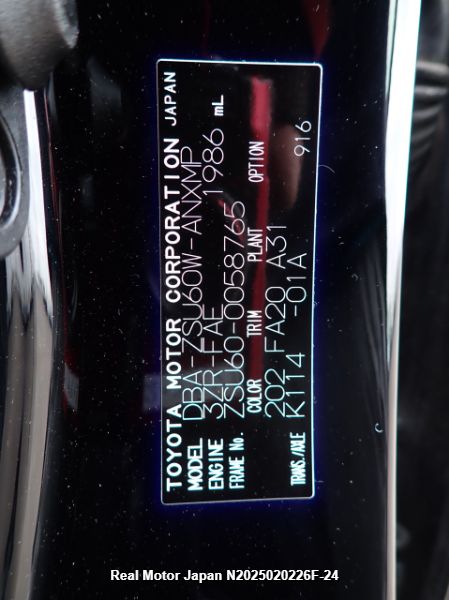 TOYOTA MOTOR CORPORATION JAPAN
MODEL DBA-ZSU60W-ANXMP
ENGINE 3ZR-FAE 1986 mL
FRAME No. ZSU60-0058765
COLOR TRIM PLANT OPTION
202 FA20 A31
TRANS./AXLE K114 -01A 916
Real Motor Japan N2025020226F-24